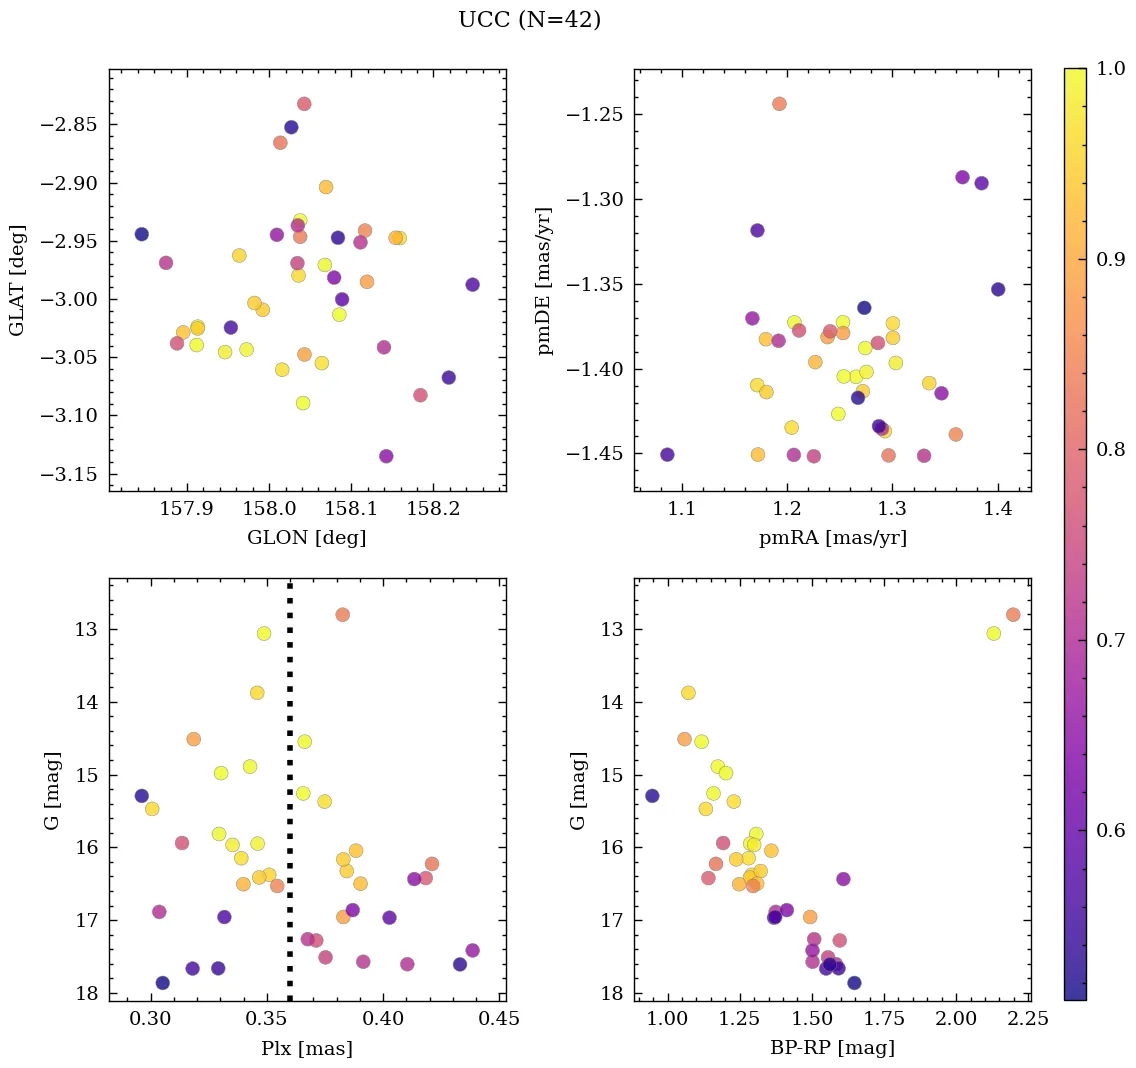 UCC (N=42)
−2.85
−2.90
−2.95
−3.00
−3.05
−3.10
−3.15
GLAT [deg]
157.9 158.0 158.1 158.2
GLON [deg]
−1.25
−1.30
−1.35
−1.40
−1.45
pmDE [mas/yr]
1.1 1.2 1.3 1.4
pmRA [mas/yr]
13
14
15
16
17
18
G [mag]
0.30 0.35 0.40 0.45
Plx [mas]
13
14
15
16
17
18
G [mag]
1.00 1.25 1.50 1.75 2.00 2.25
BP-RP [mag]
1.0
0.9
0.8
0.7
0.6